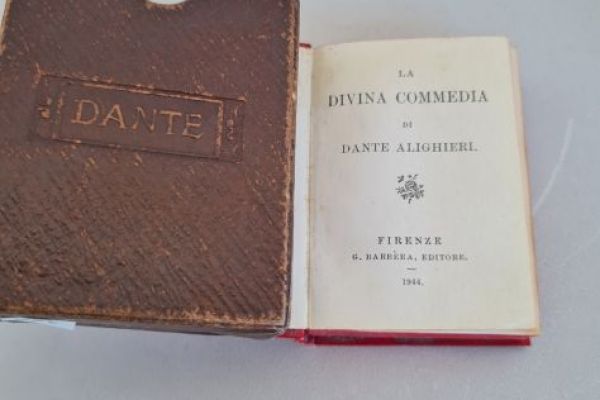 DANTE
LA
DIVINA COMMEDIA
DI
DANTE ALIGHIERI.
FIRENZE
G. BARBÈRA, EDITORE.
—
1944.